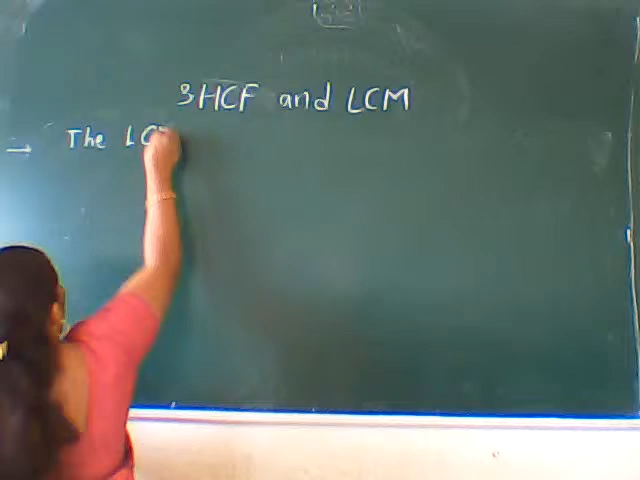 3 HCF and LCM
→ The LC